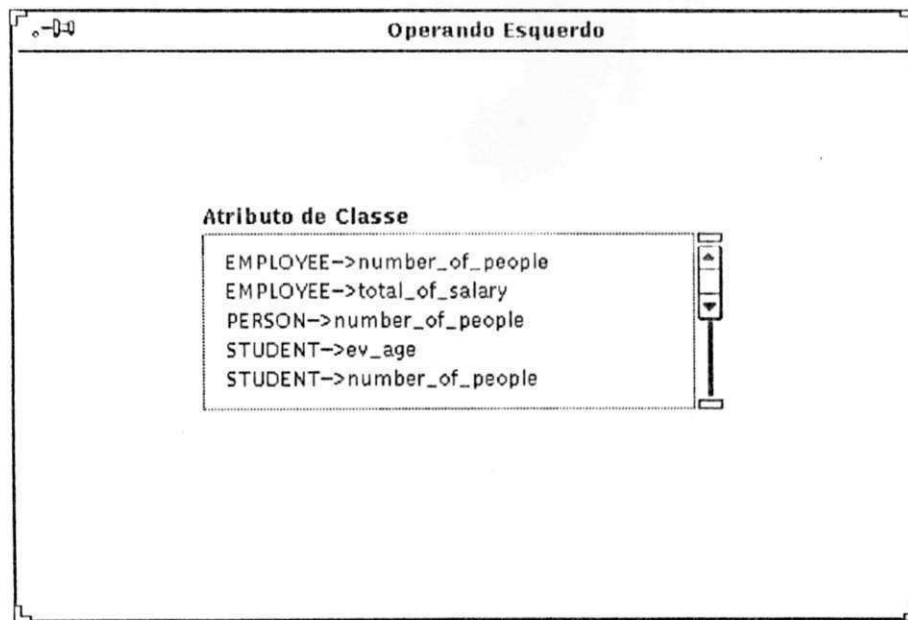 Operando Esquerdo
Atributo de Classe
EMPLOYEE->number_of_people
EMPLOYEE->total_of_salary
PERSON->number_of_people
STUDENT->ev_age
STUDENT->number_of_people